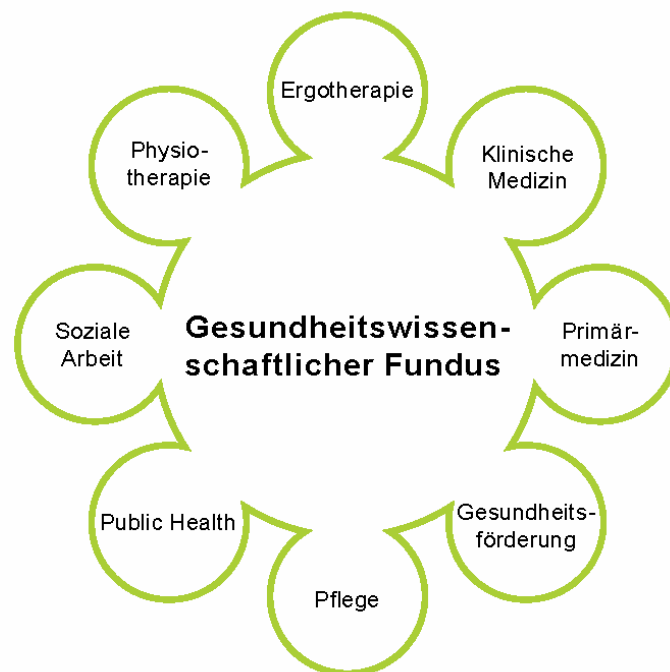 Ergotherapie
Klinische
Medizin
Primär-
medizin
Gesundheits-
förderung
Pflege
Public Health
Soziale
Arbeit
Physio-
therapie
Gesundheitswissen-
schaftlicher Fundus